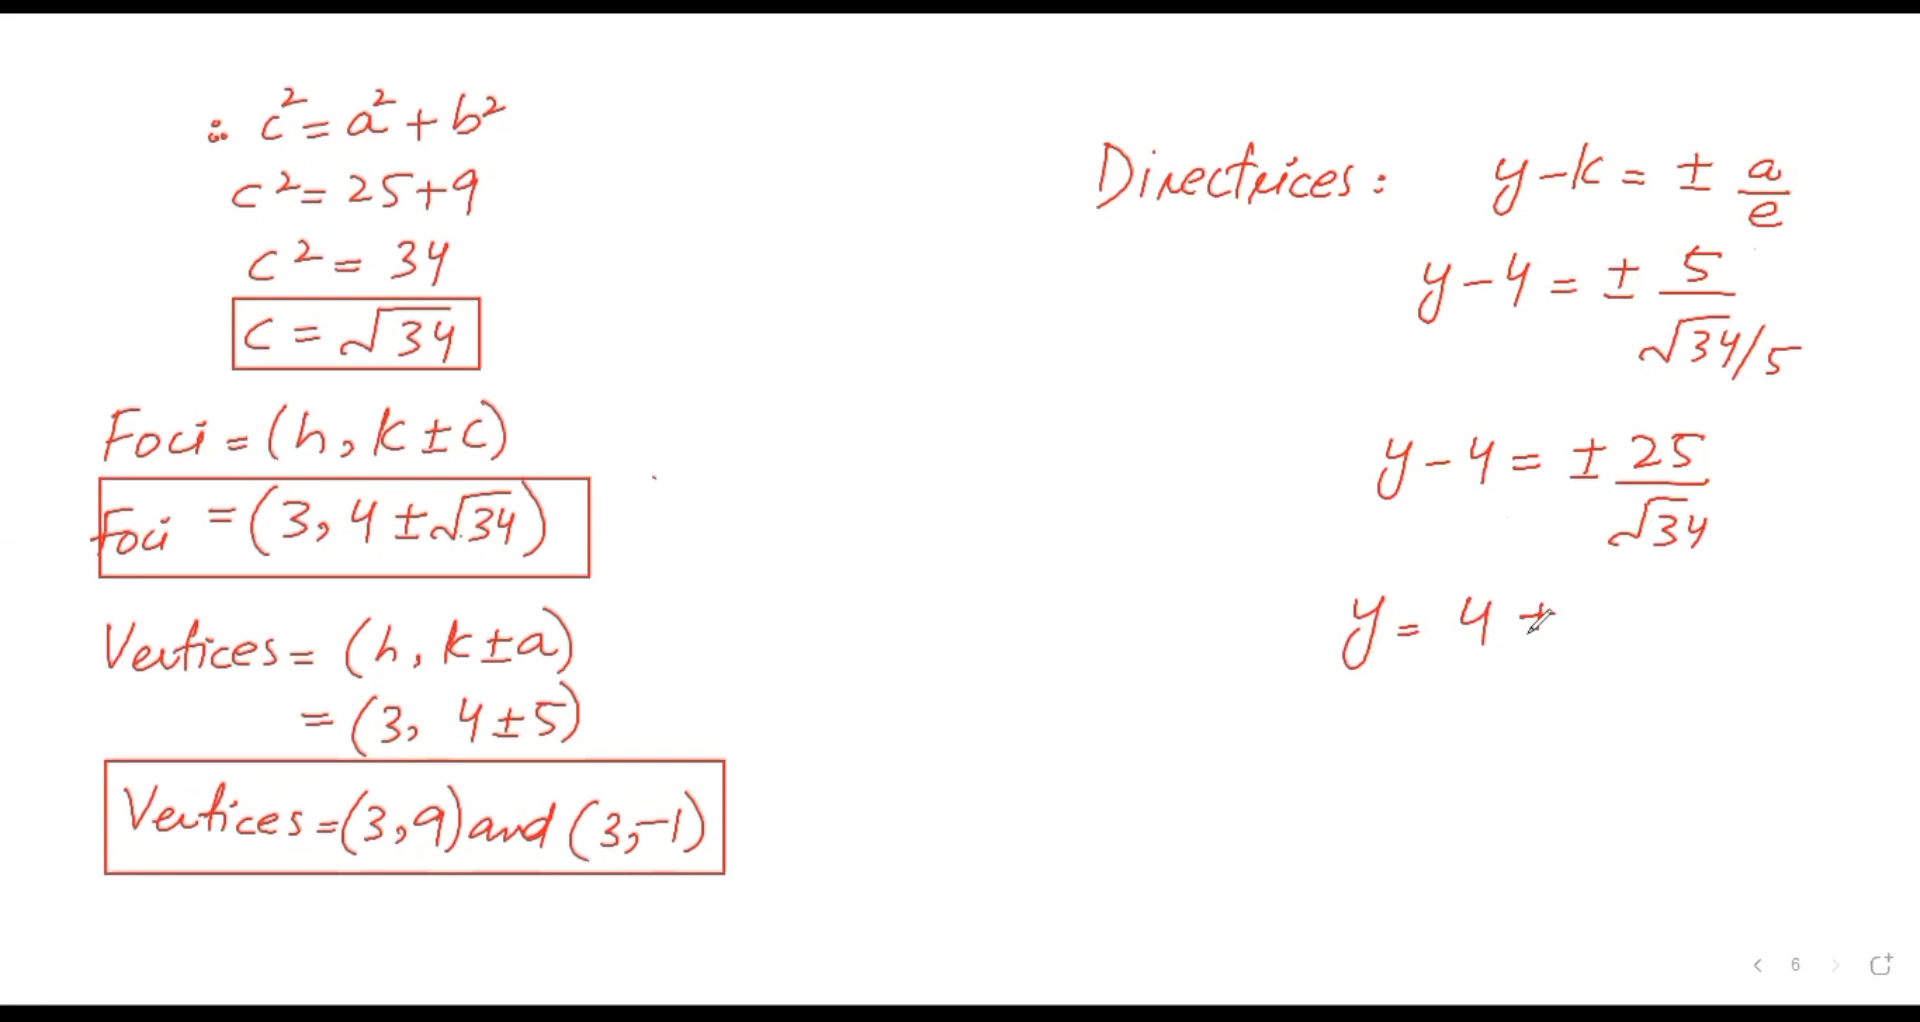 ∴ c² = a² + b²
c² = 25 + 9
c² = 34
c = √34
Foci = (h, k ± c)
Foci = (3, 4 ± √34)
Vertices = (h, k ± a)
= (3, 4 ± 5)
Vertices = (3, 9) and (3, -1)
Directrices : y - k = ± a/e
y - 4 = ± 5/(√34/5)
y - 4 = ± 25/√34
y = 4 ±
6